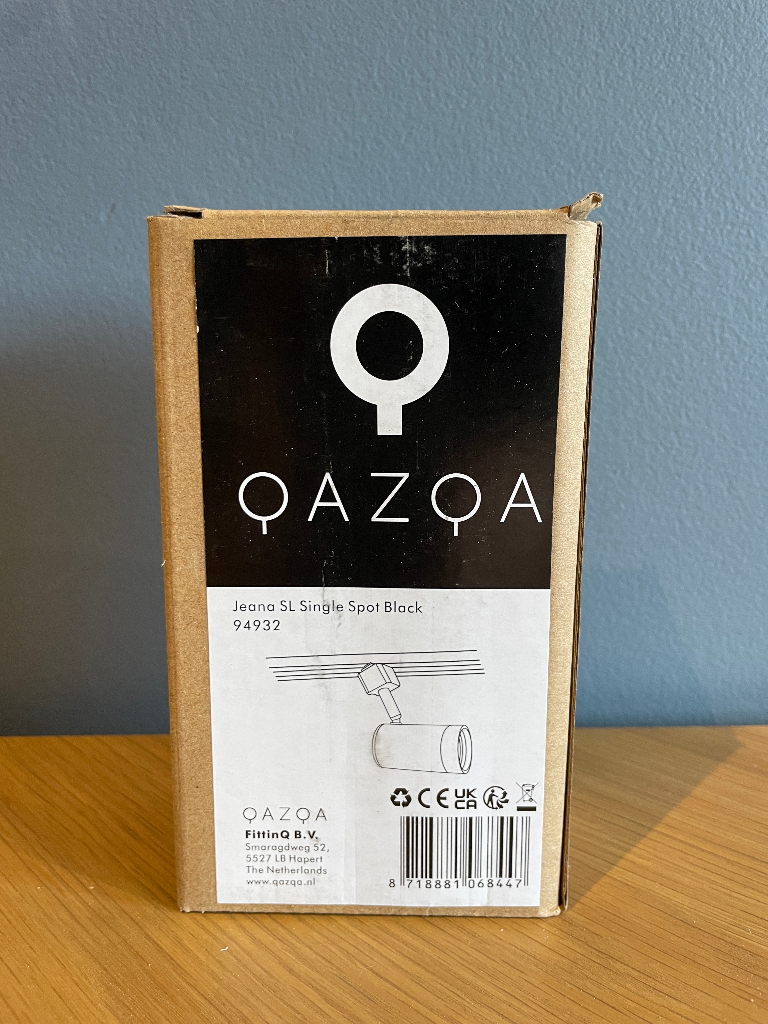 QAZQA
Jeana SL Single Spot Black
94932
CE UK
CA
QAZQA
FittinQ B.V.
Smaragdweg 52,
5527 LB Hapert
The Netherlands
www.qazqa.nl
8 718881 068447